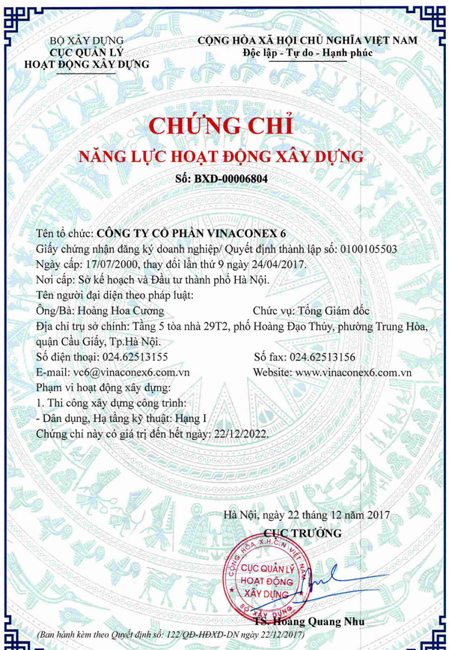 BỘ XÂY DỰNG
CỤC QUẢN LÝ
HOẠT ĐỘNG XÂY DỰNG
CỘNG HÒA XÃ HỘI CHỦ NGHĨA VIỆT NAM
Độc lập - Tự do - Hạnh phúc
CHỨNG CHỈ
NĂNG LỰC HOẠT ĐỘNG XÂY DỰNG
Số: BXD-00006804
Tên tổ chức: CÔNG TY CỔ PHẦN VINACONEX 6
Giấy chứng nhận đăng ký doanh nghiệp/ Quyết định thành lập số: 0100105503
Ngày cấp: 17/07/2000, thay đổi lần thứ 9 ngày 24/04/2017.
Nơi cấp: Sở kế hoạch và Đầu tư thành phố Hà Nội.
Tên người đại diện theo pháp luật:
Ông/Bà: Hoàng Hoa Cương Chức vụ: Tổng Giám đốc
Địa chỉ trụ sở chính: Tầng 5 tòa nhà 29T2, phố Hoàng Đạo Thúy, phường Trung Hòa,
quận Cầu Giấy, Tp.Hà Nội.
Số điện thoại: 024.62513155 Số fax: 024.62513156
E-mail: vc6@vinaconex6.com.vn Website: www.vinaconex6.com.vn
Phạm vi hoạt động xây dựng:
1. Thi công xây dựng công trình:
- Dân dụng, Hạ tầng kỹ thuật: Hạng I
Chứng chỉ này có giá trị đến hết ngày: 22/12/2022.
Hà Nội, ngày 22 tháng 12 năm 2017
CỤC TRƯỞNG
CỘNG HÒA X.H.C.N VIỆT NAM
CỤC QUẢN LÝ
HOẠT ĐỘNG
XÂY DỰNG
BỘ XÂY DỰNG
TS. Hoàng Quang Nhu
(Ban hành kèm theo Quyết định số: 122/QĐ-HĐXD-DN ngày 22/12/2017)